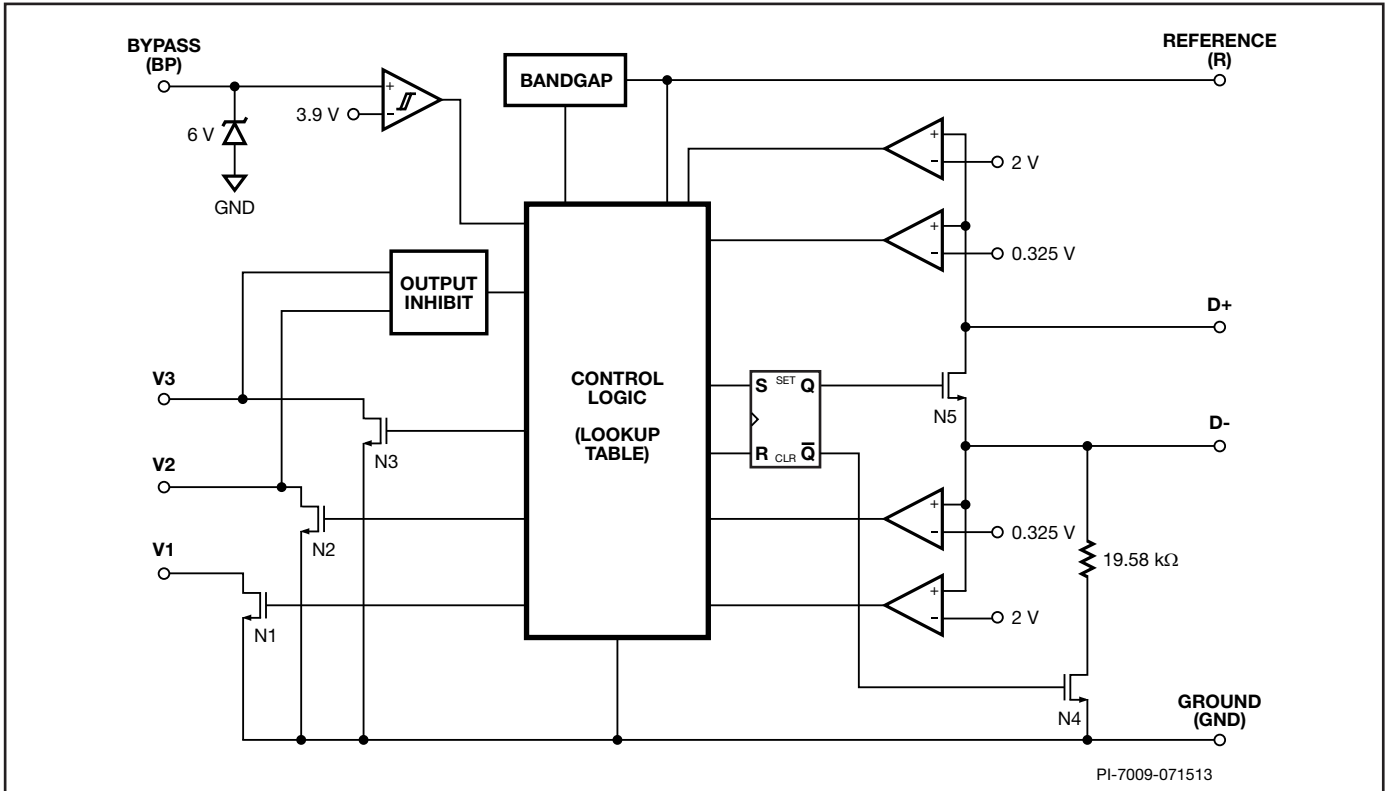 BYPASS
(BP)
REFERENCE
(R)
BANDGAP
+
-
3.9 V
6 V
GND
+
-
2 V
+
-
0.325 V
OUTPUT
INHIBIT
D+
V3
CONTROL
LOGIC
(LOOKUP
TABLE)
S SET Q
R CLR Q̅
N5
D-
N3
V2
+
-
0.325 V
N2
19.58 kΩ
V1
+
-
2 V
N1
N4
GROUND
(GND)
PI-7009-071513